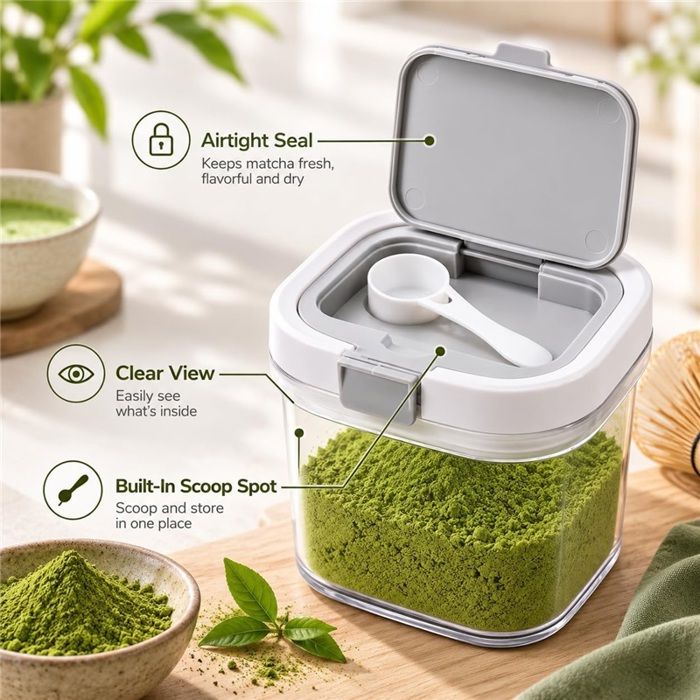 Airtight Seal
Keeps matcha fresh,
flavorful and dry
Clear View
Easily see
what's inside
Built-In Scoop Spot
Scoop and store
in one place